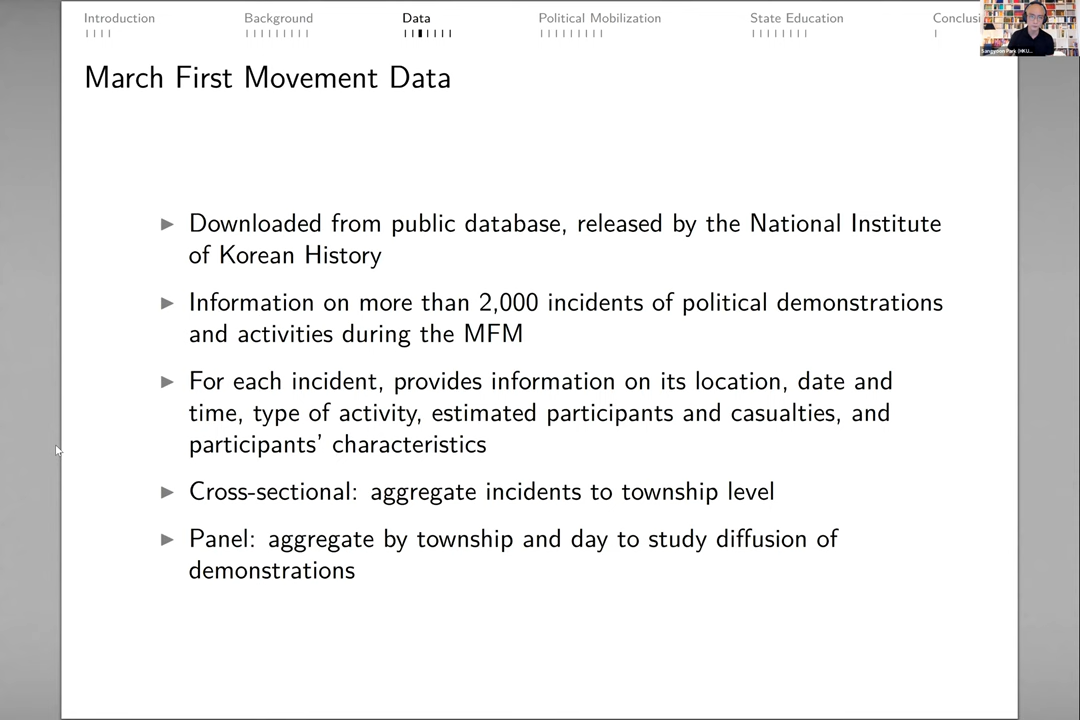 Introduction Background Data Political Mobilization State Education Conclusi
March First Movement Data
Downloaded from public database, released by the National Institute
of Korean History
Information on more than 2,000 incidents of political demonstrations
and activities during the MFM
For each incident, provides information on its location, date and
time, type of activity, estimated participants and casualties, and
participants' characteristics
Cross-sectional: aggregate incidents to township level
Panel: aggregate by township and day to study diffusion of
demonstrations